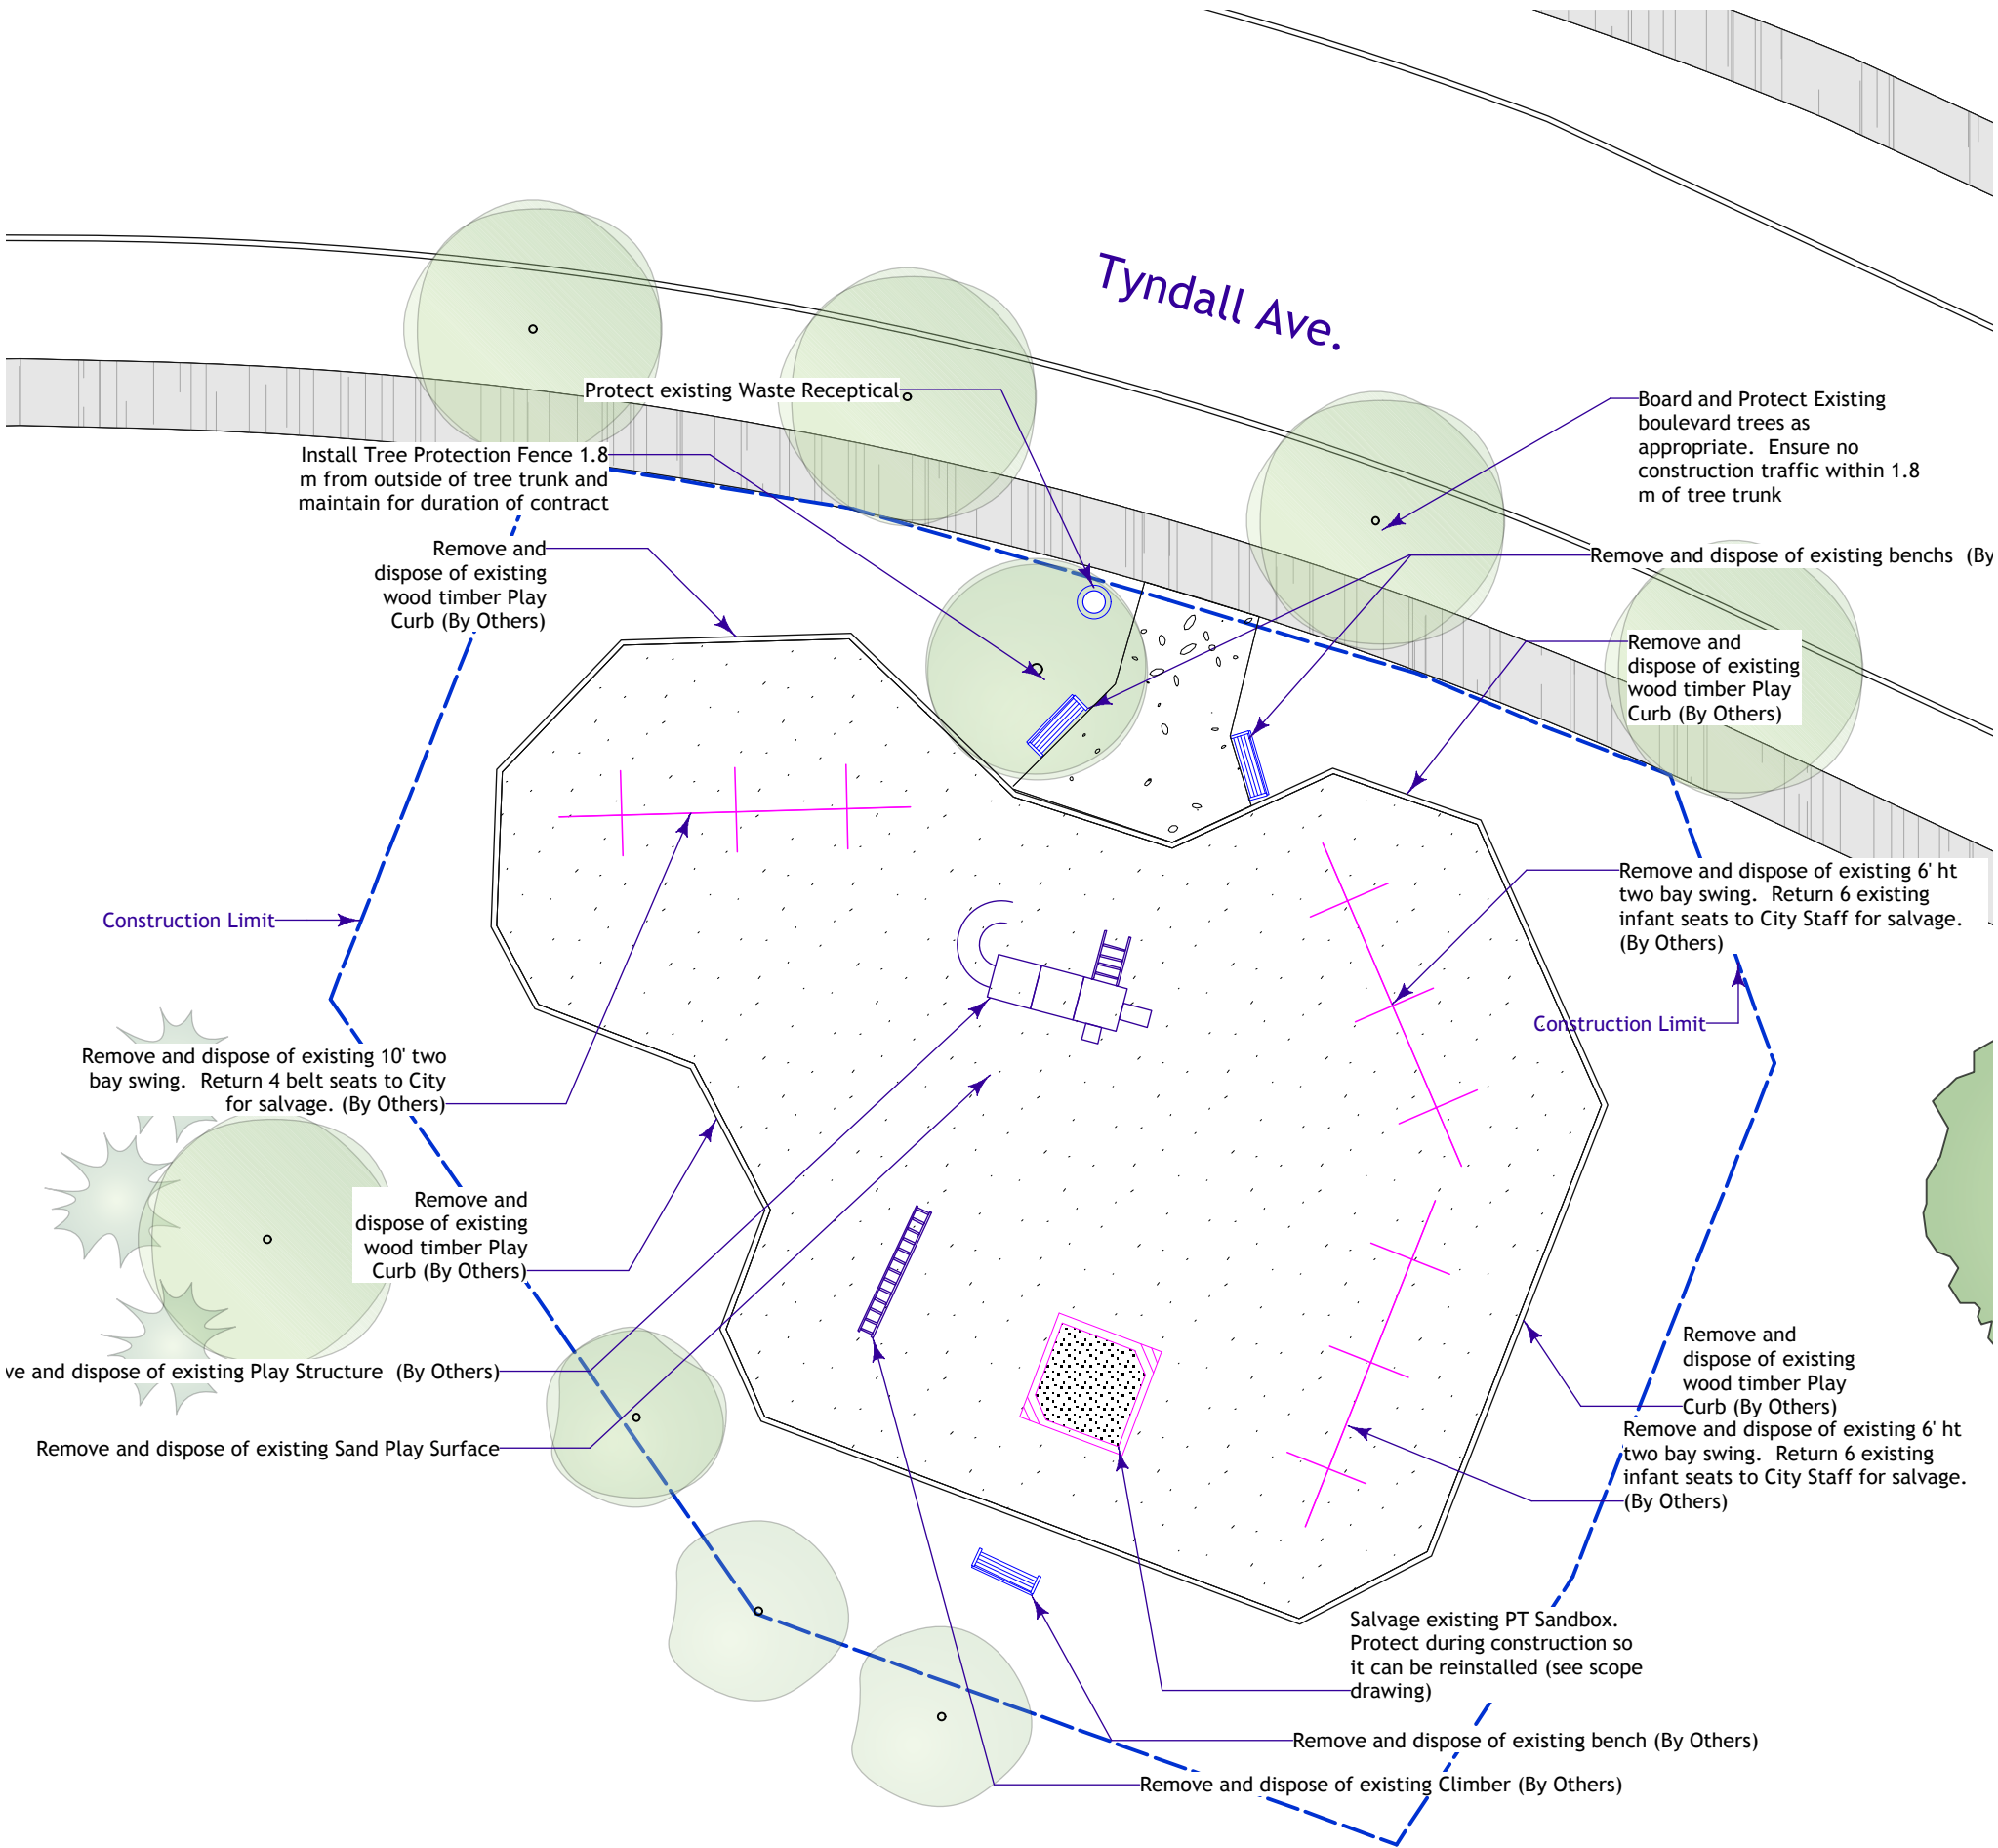 Tyndall Ave.
Protect existing Waste Receptical
Board and Protect Existing
boulevard trees as
appropriate. Ensure no
construction traffic within 1.8
m of tree trunk
Install Tree Protection Fence 1.8
m from outside of tree trunk and
maintain for duration of contract
Remove and
dispose of existing
wood timber Play
Curb (By Others)
Remove and dispose of existing benchs (By
Remove and
dispose of existing
wood timber Play
Curb (By Others)
Remove and dispose of existing 6' ht
two bay swing. Return 6 existing
infant seats to City Staff for salvage.
(By Others)
Construction Limit
Construction Limit
Remove and dispose of existing 10' two
bay swing. Return 4 belt seats to City
for salvage. (By Others)
Remove and
dispose of existing
wood timber Play
Curb (By Others)
ve and dispose of existing Play Structure (By Others)
Remove and dispose of existing Sand Play Surface
Remove and
dispose of existing
wood timber Play
Curb (By Others)
Remove and dispose of existing 6' ht
two bay swing. Return 6 existing
infant seats to City Staff for salvage.
(By Others)
Salvage existing PT Sandbox.
Protect during construction so
it can be reinstalled (see scope
drawing)
Remove and dispose of existing bench (By Others)
Remove and dispose of existing Climber (By Others)